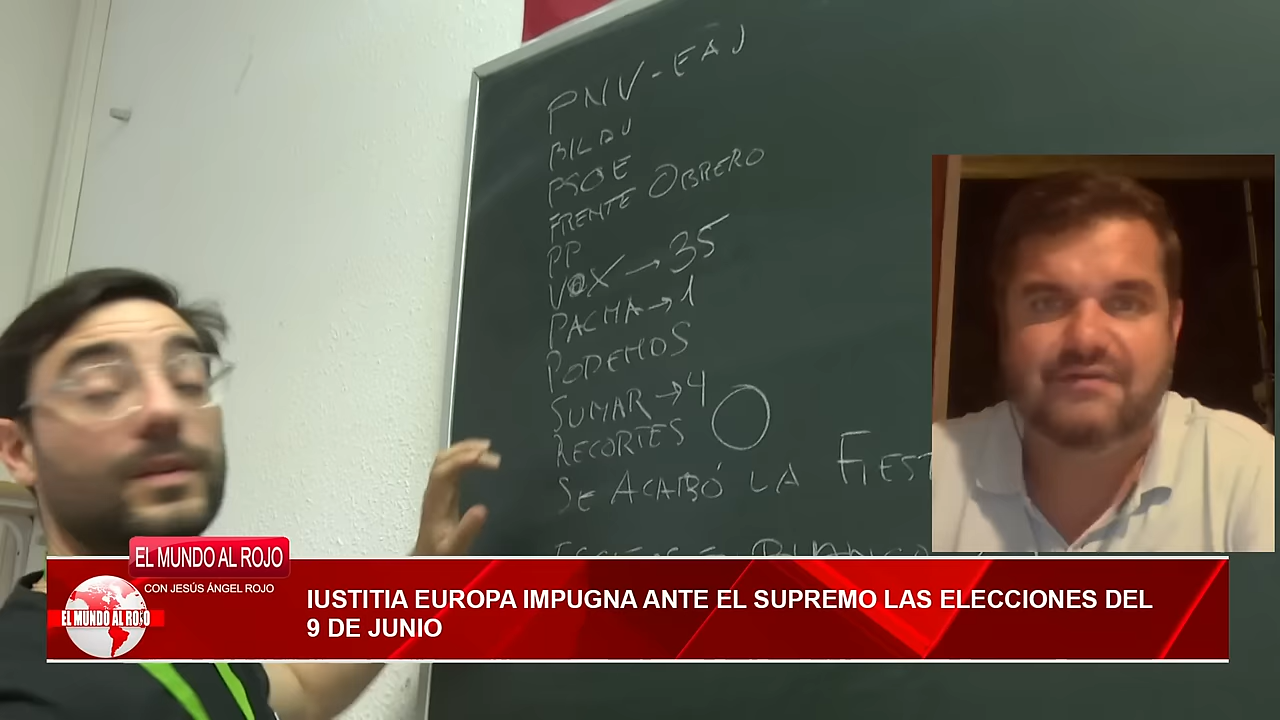 PNV-EAJ
BILDU
PSOE
FRENTE OBRERO
PP
VOX → 35
PACMA → 1
PODEMOS
SUMAR → 4
RECORTES
SE ACABÓ LA FIEST
EL MUNDO AL ROJO
CON JESÚS ÁNGEL ROJO
EL MUNDO AL ROJO
IUSTITIA EUROPA IMPUGNA ANTE EL SUPREMO LAS ELECCIONES DEL
9 DE JUNIO